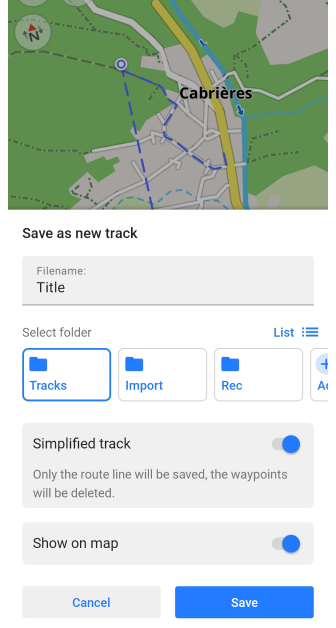 N
Cabrières
Save as new track
Filename:
Title
Select folder
List
Tracks
Import
Rec
Simplified track
Only the route line will be saved, the waypoints
will be deleted.
Show on map
Cancel
Save